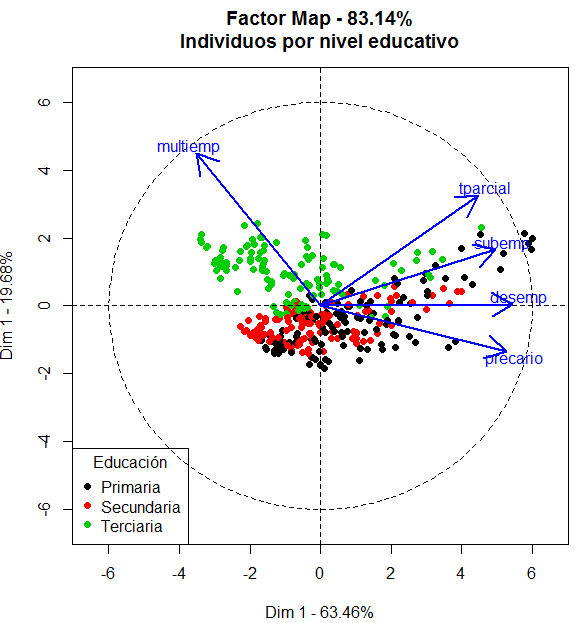 Factor Map - 83.14%
Individuos por nivel educativo
Dim 1 - 19.68%
6
4
2
0
-2
-4
-6
multiemp
tparcial
subemp
desemp
precario
Educación
Primaria
Secundaria
Terciaria
-6
-4
-2
0
2
4
6
Dim 1 - 63.46%